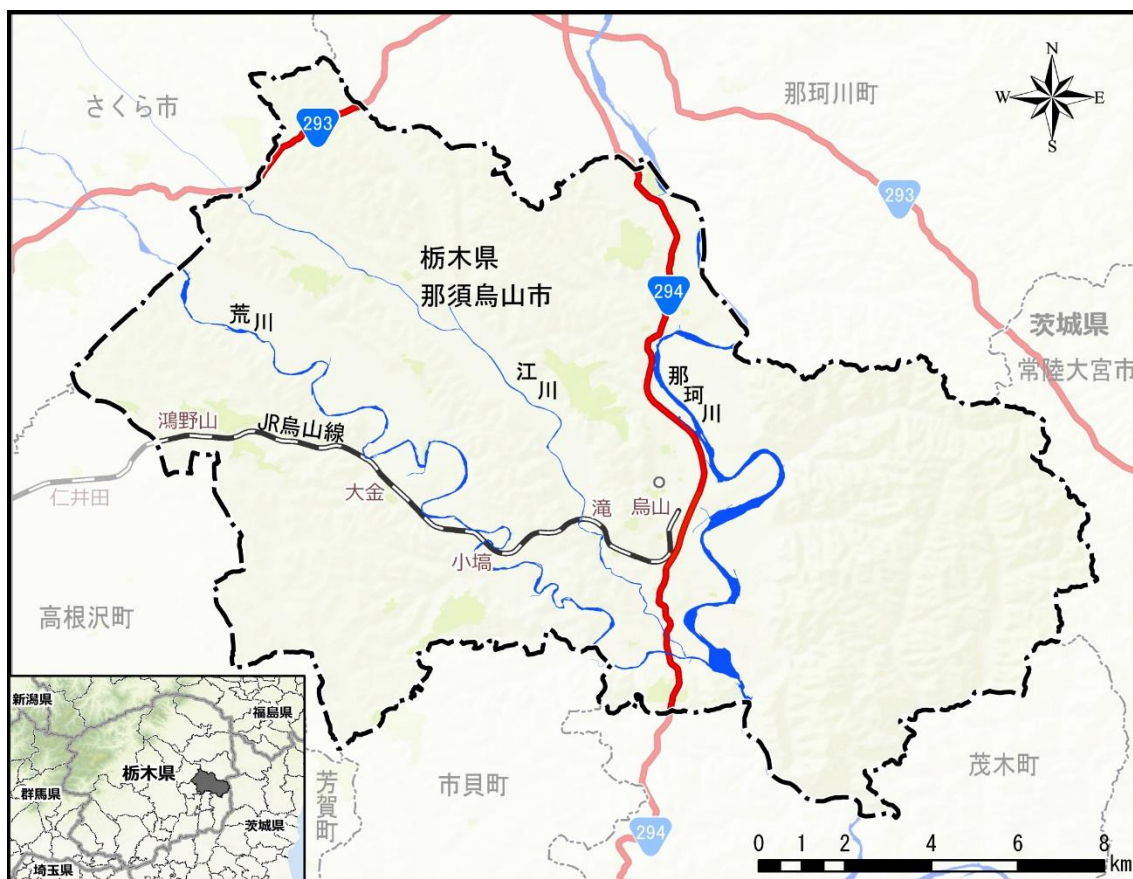 N
W
E
S
さくら市
293
那珂川町
293
栃木県
那須烏山市
294
荒川
江川
那珂川
茨城県
常陸大宮市
鴻野山
JR烏山線
仁井田
大金
滝
烏山
小塙
高根沢町
市貝町
芳賀町
茂木町
294
0 1 2 4 6 8
km
新潟県
福島県
栃木県
群馬県
茨城県
埼玉県